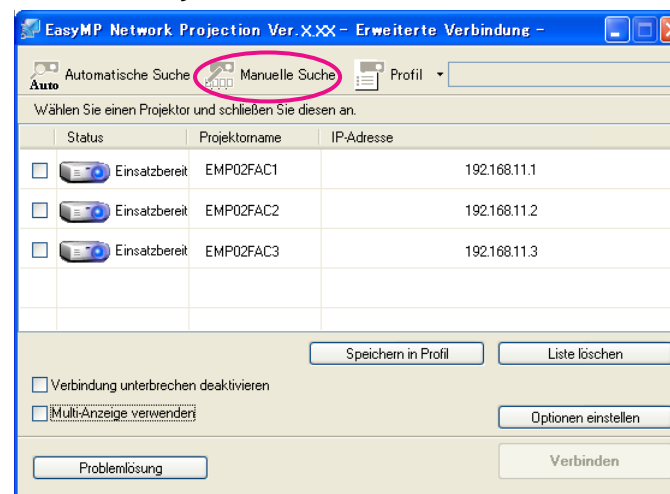 EasyMP Network Projection Ver.X.XX - Erweiterte Verbindung -
Auto Automatische Suche Manuelle Suche Profil
Wählen Sie einen Projektor und schließen Sie diesen an.
Status Projektorname IP-Adresse
Einsatzbereit EMP02FAC1 192.168.11.1
Einsatzbereit EMP02FAC2 192.168.11.2
Einsatzbereit EMP02FAC3 192.168.11.3
Speichern in Profil Liste löschen
Verbindung unterbrechen deaktivieren
Multi-Anzeige verwenden
Optionen einstellen
Problemlösung Verbinden